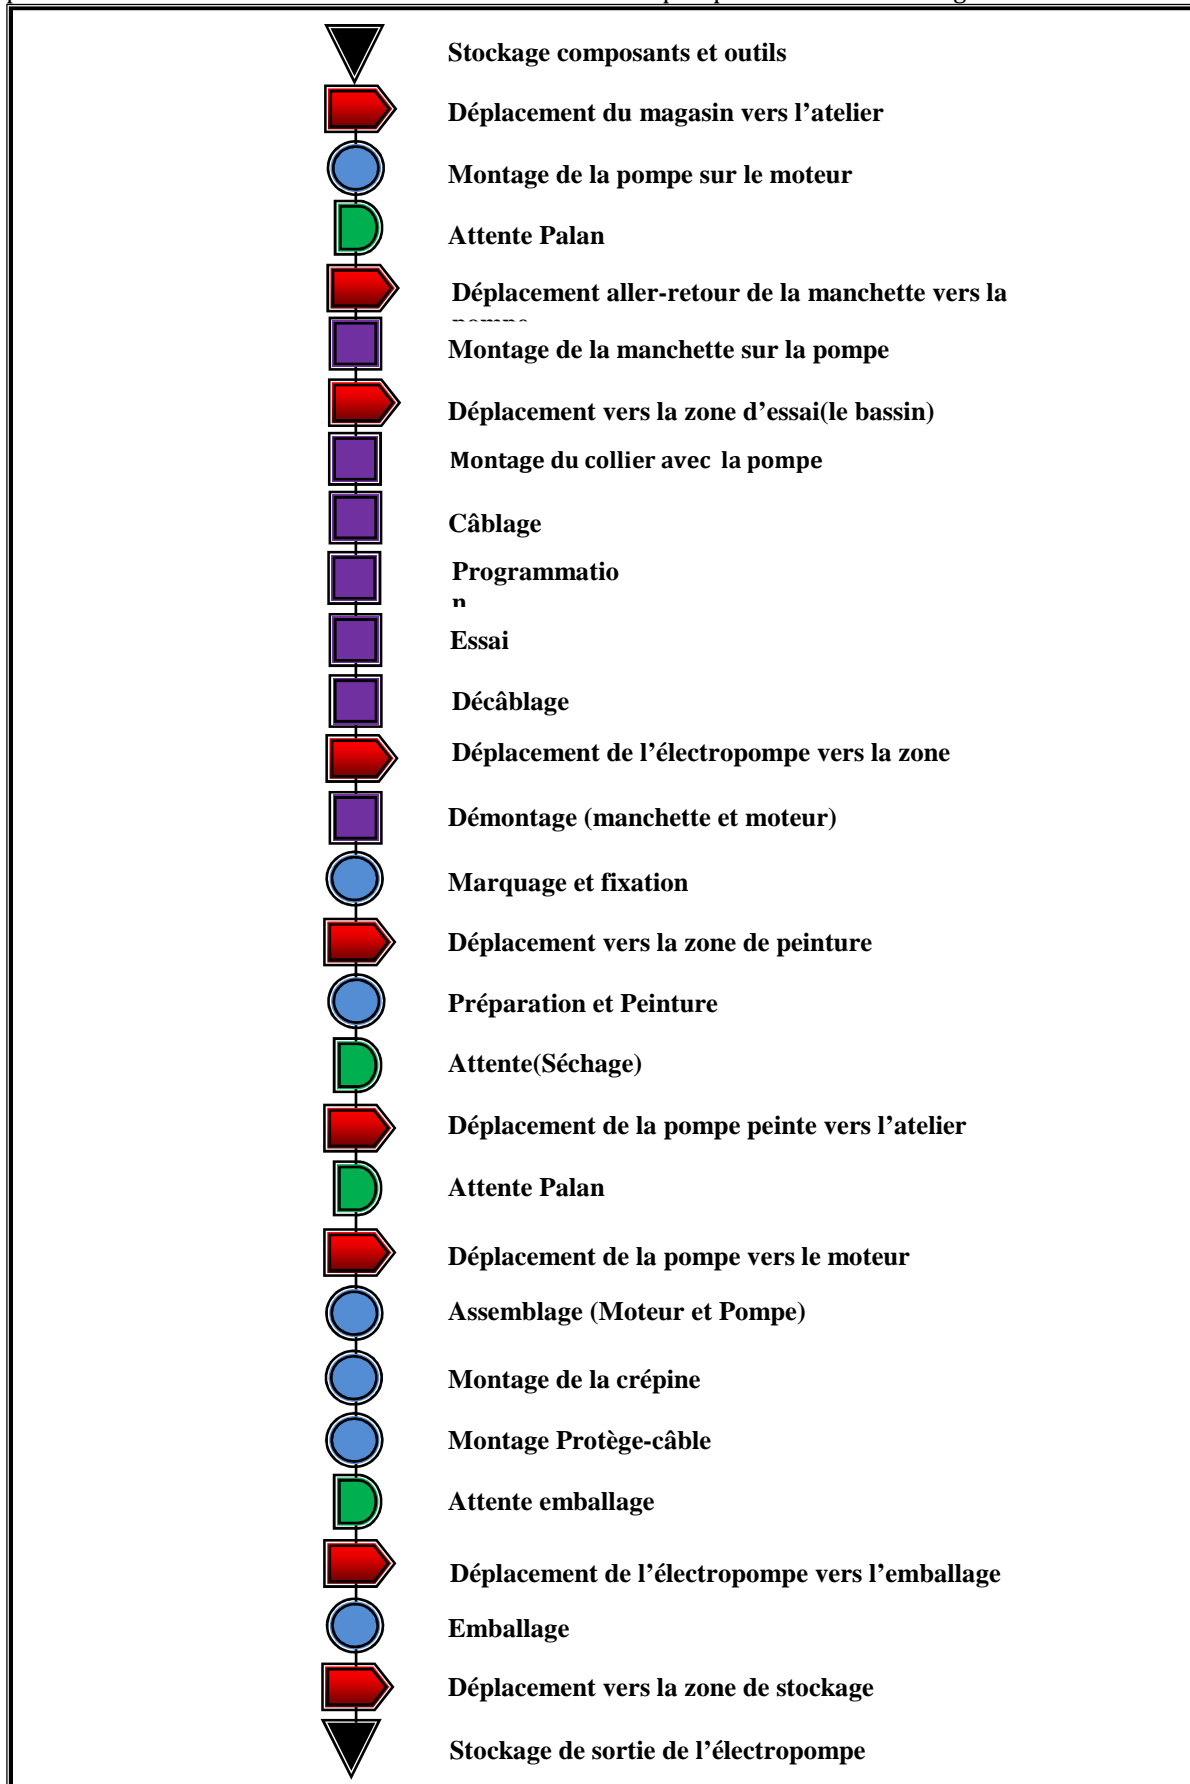 Stockage composants et outils
Déplacement du magasin vers l’atelier
Montage de la pompe sur le moteur
Attente Palan
Déplacement aller-retour de la manchette vers la
Montage de la manchette sur la pompe
Déplacement vers la zone d’essai(le bassin)
Montage du collier avec la pompe
Câblage
Programmatio
n
Essai
Décâblage
Déplacement de l’électropompe vers la zone
Démontage (manchette et moteur)
Marquage et fixation
Déplacement vers la zone de peinture
Préparation et Peinture
Attente(Séchage)
Déplacement de la pompe peinte vers l’atelier
Attente Palan
Déplacement de la pompe vers le moteur
Assemblage (Moteur et Pompe)
Montage de la crépine
Montage Protège-câble
Attente emballage
Déplacement de l’électropompe vers l’emballage
Emballage
Déplacement vers la zone de stockage
Stockage de sortie de l’électropompe